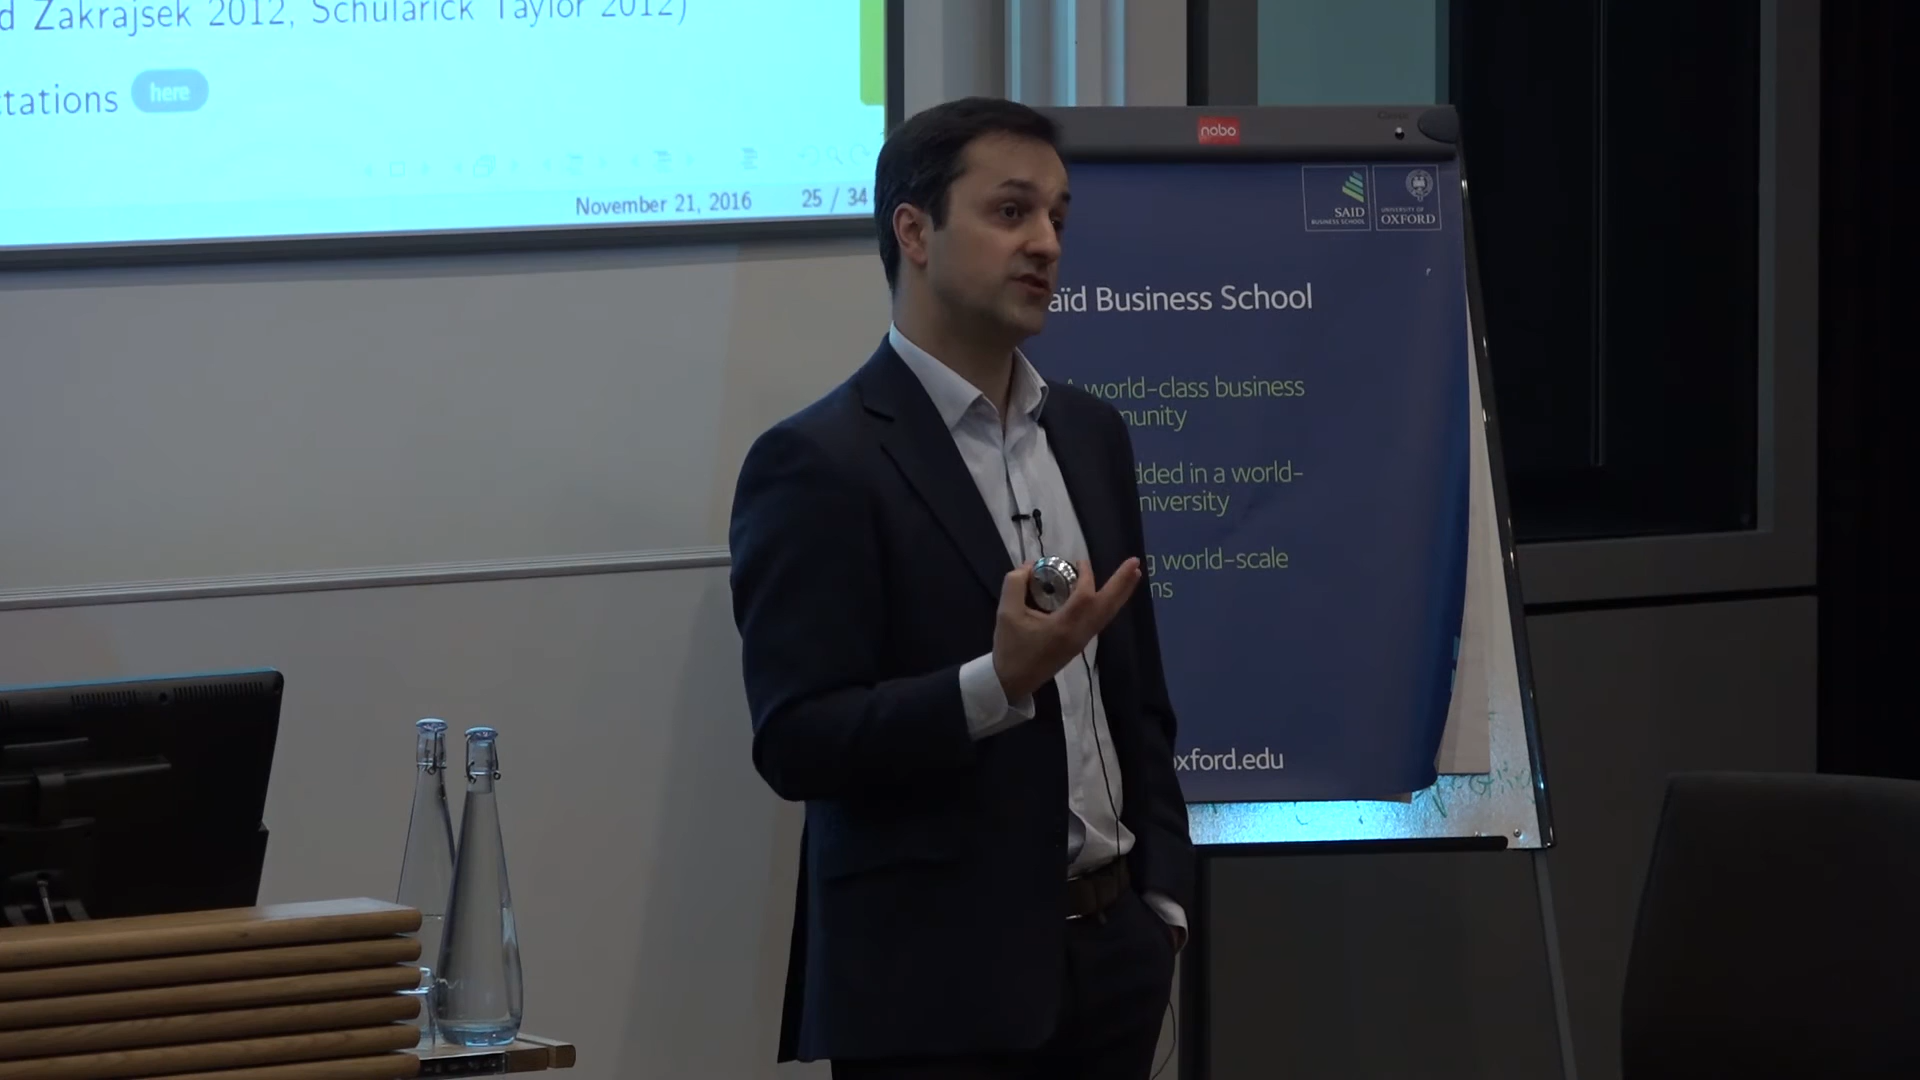 d Zakrajsek 2012, Schularick Taylor 2012)
tations here
November 21, 2016 25 / 34
nobo
SAID
BUSINESS SCHOOL
UNIVERSITY OF
OXFORD
aïd Business School
A world-class business
munity
dded in a world-
niversity
g world-scale
ns
oxford.edu